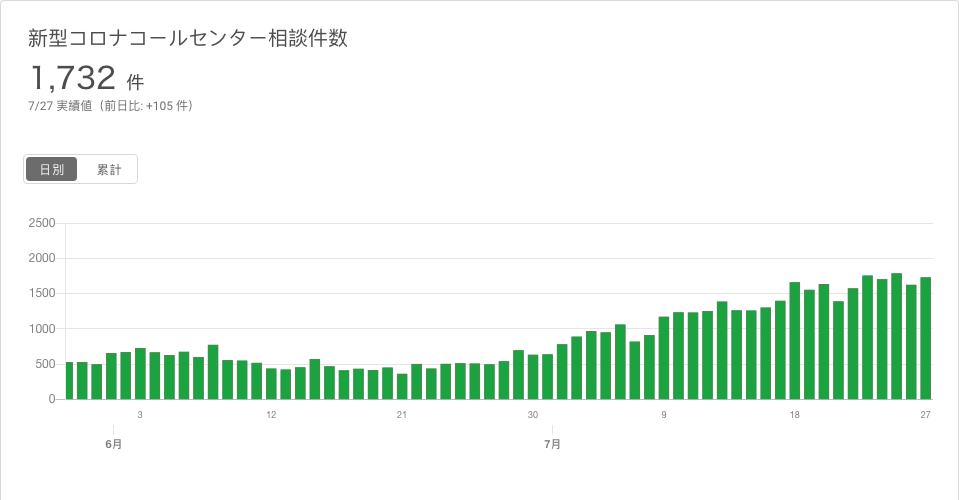 新型コロナコールセンター相談件数
1,732 件
7/27 実績値（前日比: +105 件）
日別 累計
2500
2000
1500
1000
500
0
3 12 21 30 9 18 27
6月 7月